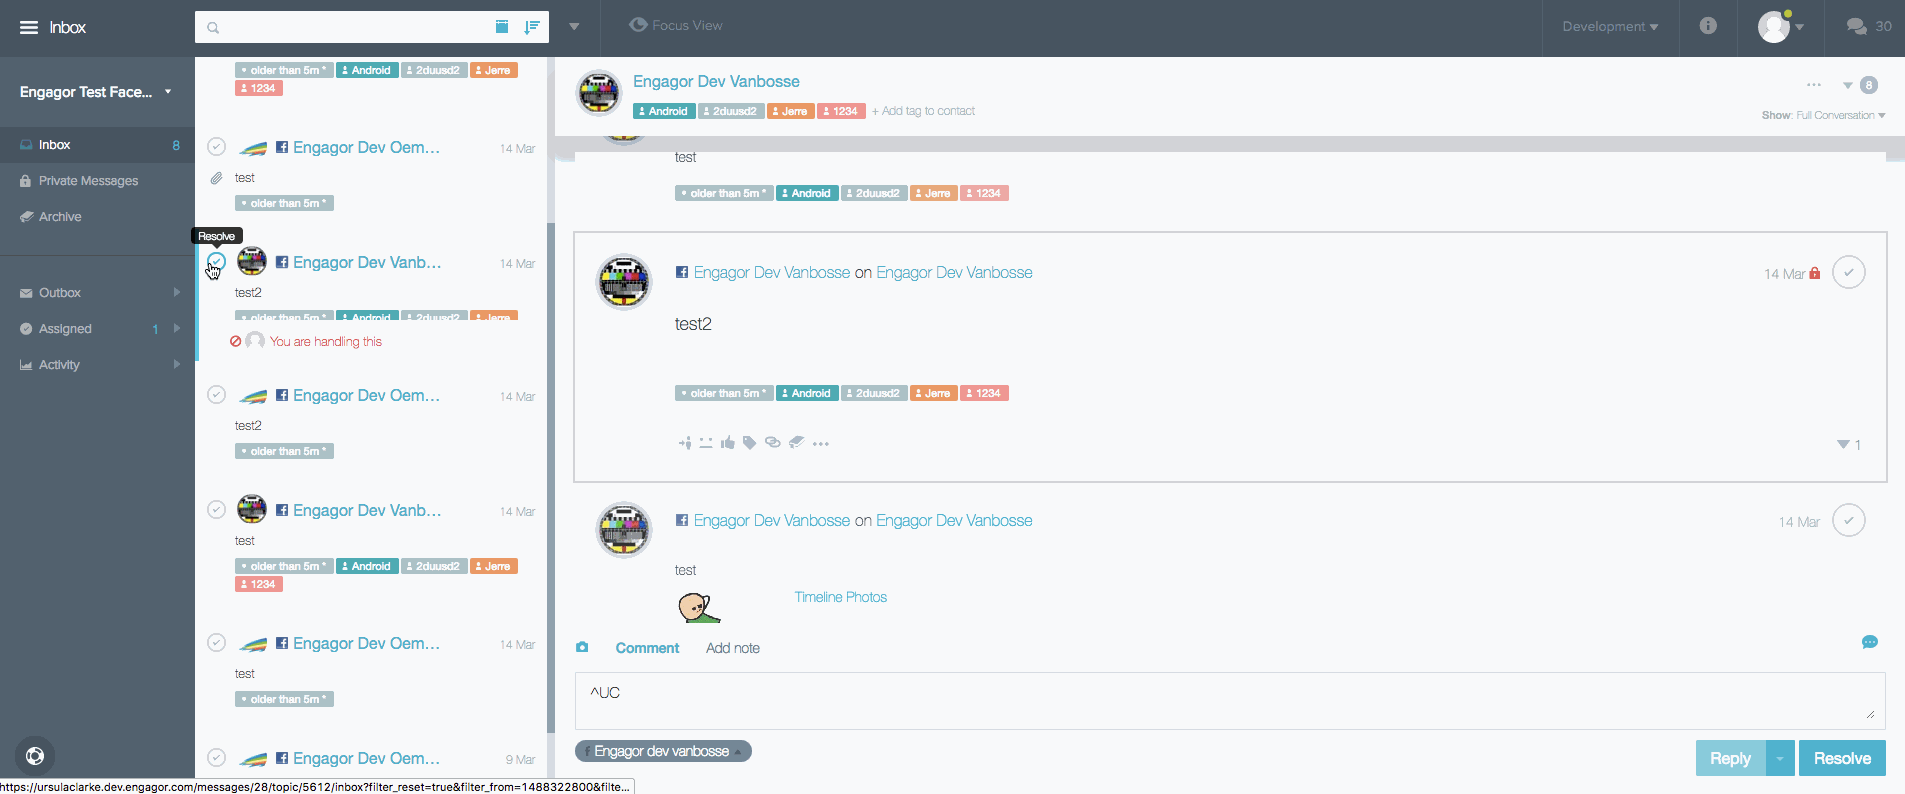 Inbox
Focus View
Development
30
Engagor Test Face...
Inbox 8
Private Messages
Archive
Outbox
Assigned 1
Activity
older than 5m * Android 2duusd2 Jerre
1234
Engagor Dev Oem... 14 Mar
test
older than 5m *
Resolve
Engagor Dev Vanb... 14 Mar
test2
older than 5m * Android 2duusd2 Jerre
You are handling this
Engagor Dev Oem... 14 Mar
test2
older than 5m *
Engagor Dev Vanb... 14 Mar
test
older than 5m * Android 2duusd2 Jerre
1234
Engagor Dev Oem... 14 Mar
test
older than 5m *
Engagor Dev Oem... 9 Mar
Engagor Dev Vanbosse
8
Android 2duusd2 Jerre 1234 + Add tag to contact
Show: Full Conversation
test
older than 5m * Android 2duusd2 Jerre 1234
Engagor Dev Vanbosse on Engagor Dev Vanbosse 14 Mar
test2
older than 5m * Android 2duusd2 Jerre 1234
1
Engagor Dev Vanbosse on Engagor Dev Vanbosse 14 Mar
test
Timeline Photos
Comment Add note
^UC
Engagor dev vanbosse
Reply Resolve
https://ursulaclarke.dev.engagor.com/messages/28/topic/5612/inbox?filter_reset=true&filter_from=1488322800&filte...